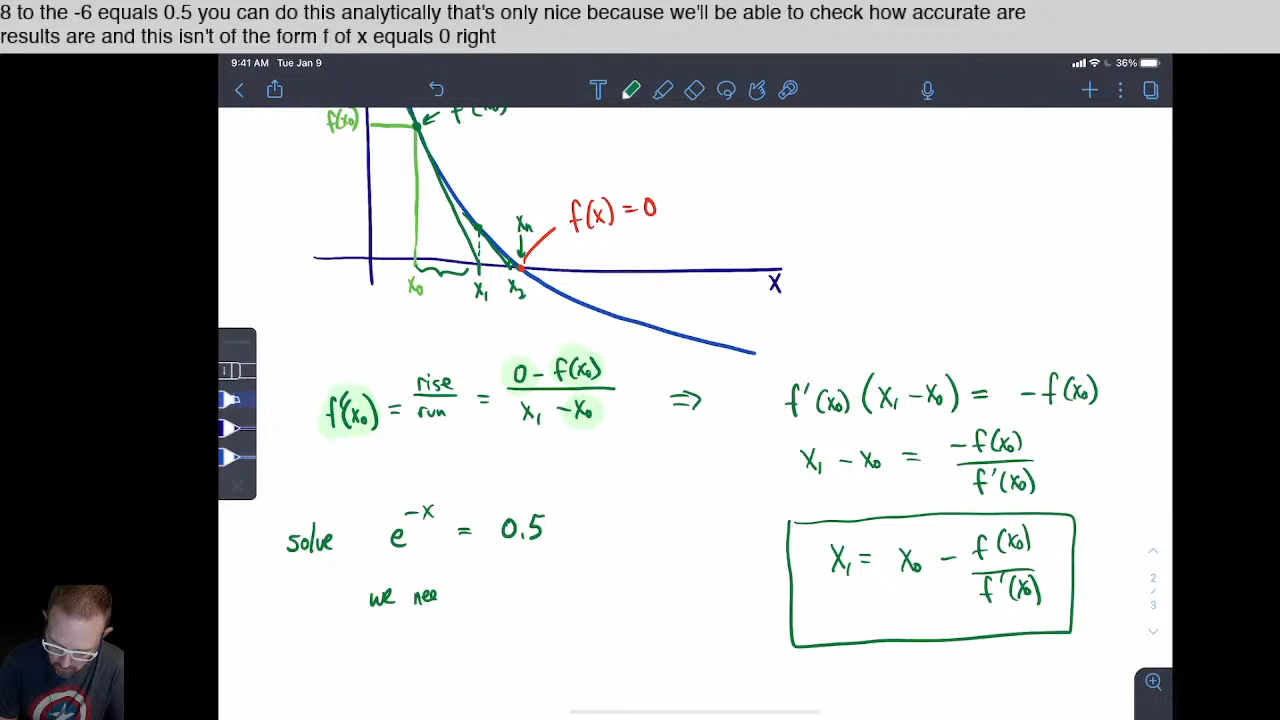 8 to the -6 equals 0.5 you can do this analytically that's only nice because we'll be able to check how accurate are
results are and this isn't of the form f of x equals 0 right
9:41 AM Tue Jan 9
36%
f(x₀)
f(x)=0
xₙ
x₀ x₁ x₂
X
f'(x₀) = rise/run = 0 - f(x₀) / x₁ - x₀ ⇒ f'(x₀) (x₁ - x₀) = -f(x₀)
x₁ - x₀ = -f(x₀) / f'(x₀)
solve e^-x = 0.5
x₁ = x₀ - f(x₀) / f'(x₀)
we nee
2
/
3